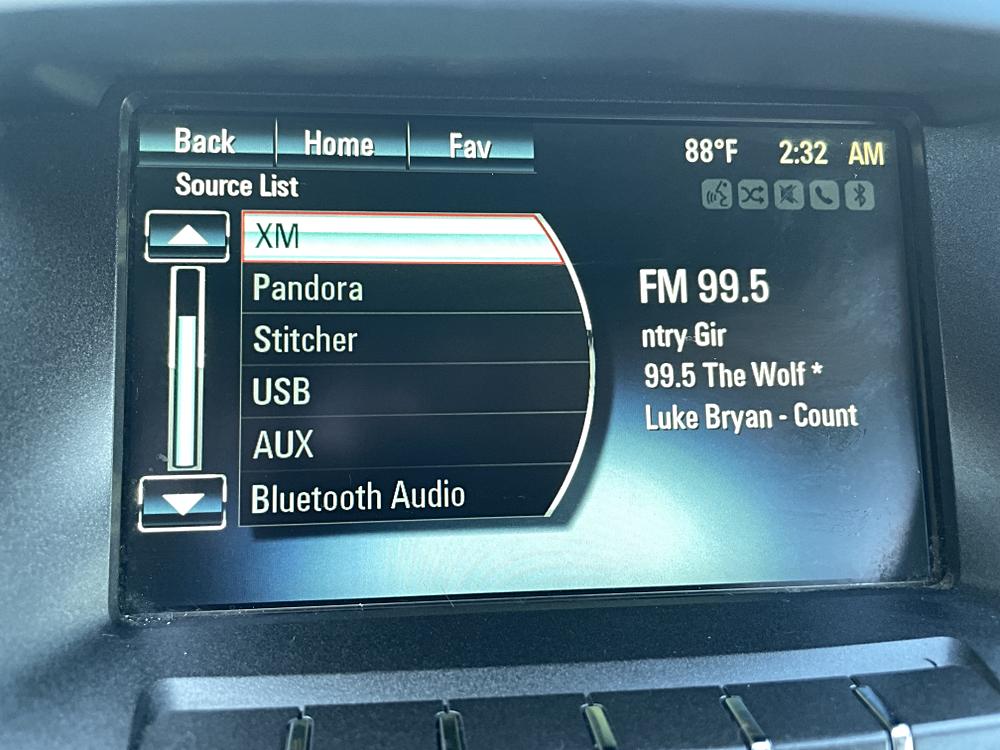 Back Home Fav 88°F 2:32 AM
Source List
XM
Pandora
Stitcher
USB
AUX
Bluetooth Audio
FM 99.5
ntry Gir
99.5 The Wolf *
Luke Bryan - Count